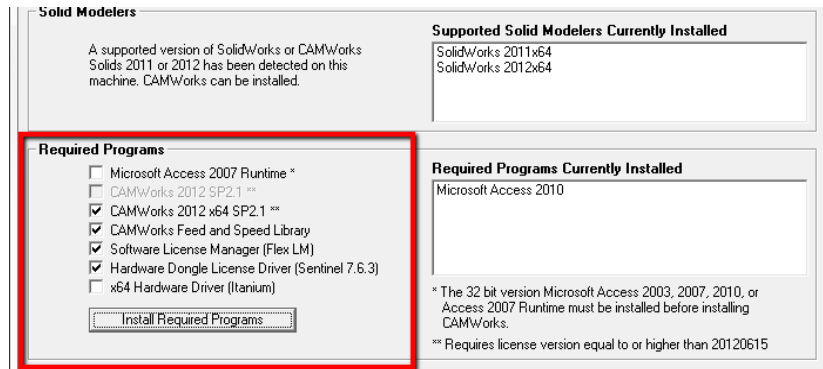 Solid Modelers
A supported version of SolidWorks or CAMWorks
Solids 2011 or 2012 has been detected on this
machine. CAMWorks can be installed.
Supported Solid Modelers Currently Installed
SolidWorks 2011x64
SolidWorks 2012x64
Required Programs
Microsoft Access 2007 Runtime *
CAMWorks 2012 SP2.1 **
CAMWorks 2012 x64 SP2.1 **
CAMWorks Feed and Speed Library
Software License Manager (Flex LM)
Hardware Dongle License Driver (Sentinel 7.6.3)
x64 Hardware Driver (Itanium)
Install Required Programs
Required Programs Currently Installed
Microsoft Access 2010
* The 32 bit version Microsoft Access 2003, 2007, 2010, or
Access 2007 Runtime must be installed before installing
CAMWorks.
** Requires license version equal to or higher than 20120615